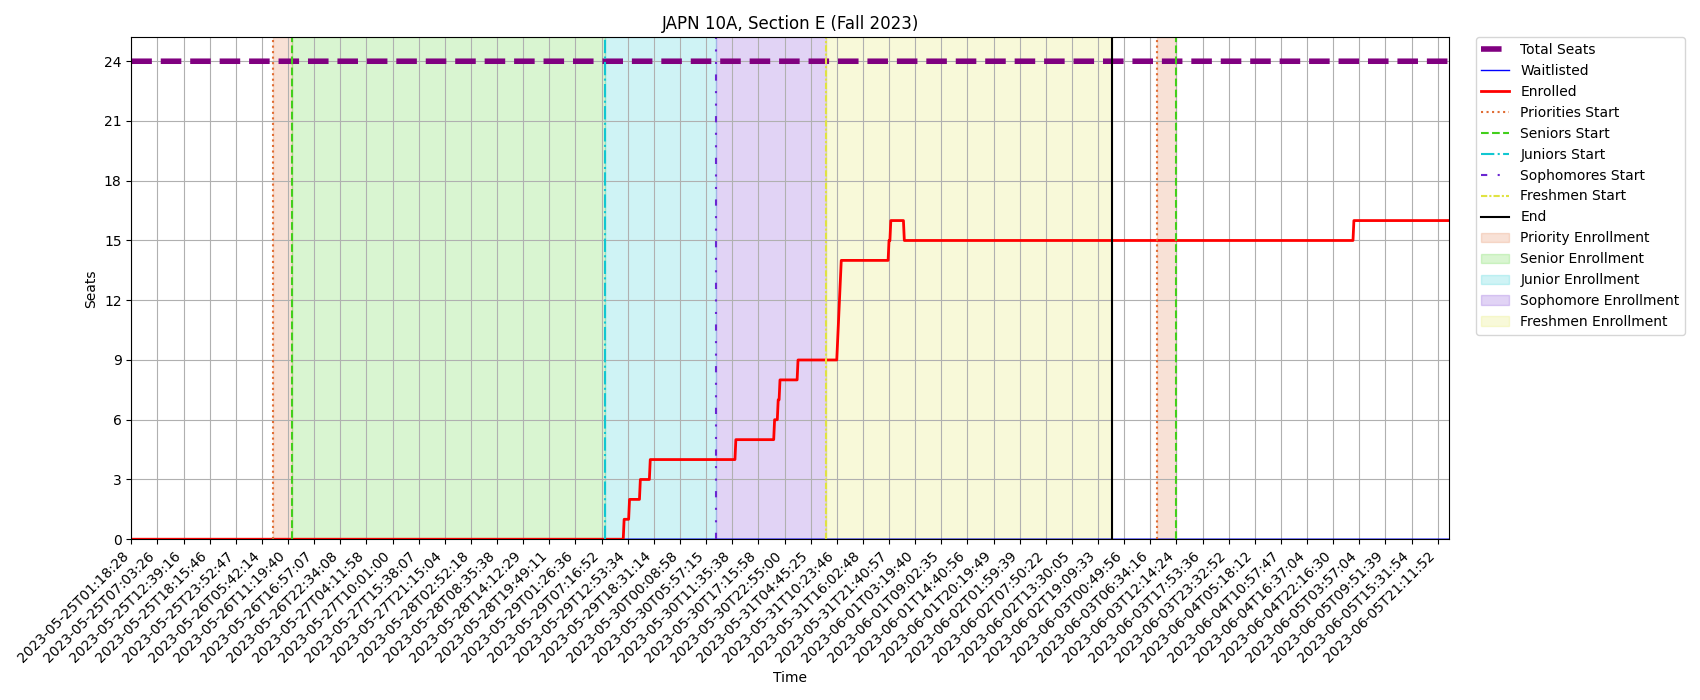 JAPN 10A, Section E (Fall 2023)
Seats
24
21
18
15
12
9
6
3
0
2023-05-25T01:18:28
2023-05-25T07:03:26
2023-05-25T12:39:16
2023-05-25T18:15:46
2023-05-25T23:52:47
2023-05-26T05:42:14
2023-05-26T11:19:40
2023-05-26T16:57:07
2023-05-26T22:34:08
2023-05-27T04:11:58
2023-05-27T10:01:00
2023-05-27T15:38:07
2023-05-27T21:15:04
2023-05-28T02:52:18
2023-05-28T08:35:38
2023-05-28T14:12:29
2023-05-28T19:49:11
2023-05-29T01:26:36
2023-05-29T07:16:52
2023-05-29T12:53:34
2023-05-29T18:31:14
2023-05-30T00:08:58
2023-05-30T05:57:15
2023-05-30T11:35:38
2023-05-30T17:15:58
2023-05-30T22:55:00
2023-05-31T04:45:25
2023-05-31T10:23:46
2023-05-31T16:02:48
2023-05-31T21:40:57
2023-06-01T03:19:40
2023-06-01T09:02:35
2023-06-01T14:40:56
2023-06-01T20:19:49
2023-06-02T01:59:39
2023-06-02T07:50:22
2023-06-02T13:30:05
2023-06-02T19:09:33
2023-06-03T00:49:56
2023-06-03T06:34:16
2023-06-03T12:14:24
2023-06-03T17:53:36
2023-06-03T23:32:52
2023-06-04T05:18:12
2023-06-04T10:57:47
2023-06-04T16:37:04
2023-06-04T22:16:30
2023-06-05T03:57:04
2023-06-05T09:51:39
2023-06-05T15:31:54
2023-06-05T21:11:52
Time
Total Seats
Waitlisted
Enrolled
Priorities Start
Seniors Start
Juniors Start
Sophomores Start
Freshmen Start
End
Priority Enrollment
Senior Enrollment
Junior Enrollment
Sophomore Enrollment
Freshmen Enrollment